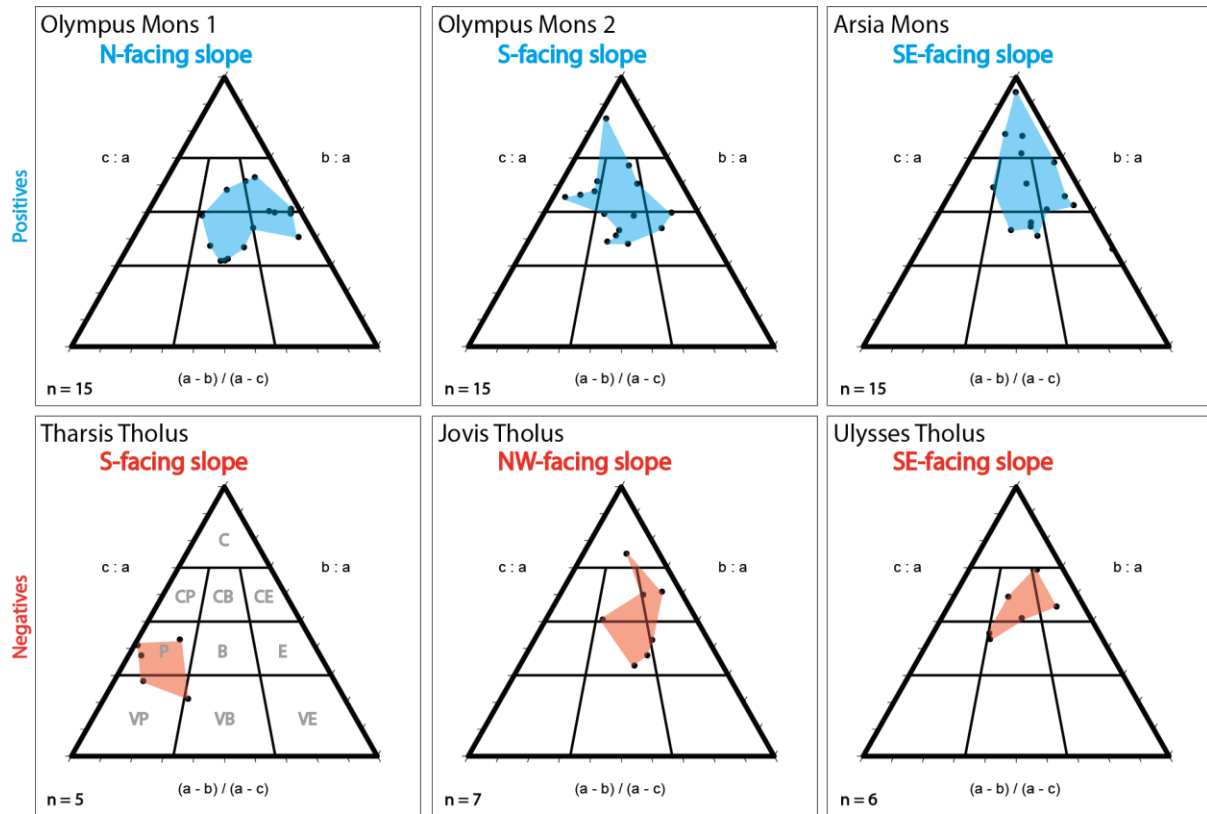 Olympus Mons 1
N-facing slope
c : a
b : a
(a - b) / (a - c)
n = 15
Olympus Mons 2
S-facing slope
c : a
b : a
(a - b) / (a - c)
n = 15
Arsia Mons
SE-facing slope
c : a
b : a
(a - b) / (a - c)
n = 15
Positives
Tharsis Tholus
S-facing slope
c : a
b : a
C
CP CB CE
P B E
VP VB VE
(a - b) / (a - c)
n = 5
Jovis Tholus
NW-facing slope
c : a
b : a
(a - b) / (a - c)
n = 7
Ulysses Tholus
SE-facing slope
c : a
b : a
(a - b) / (a - c)
n = 6
Negatives